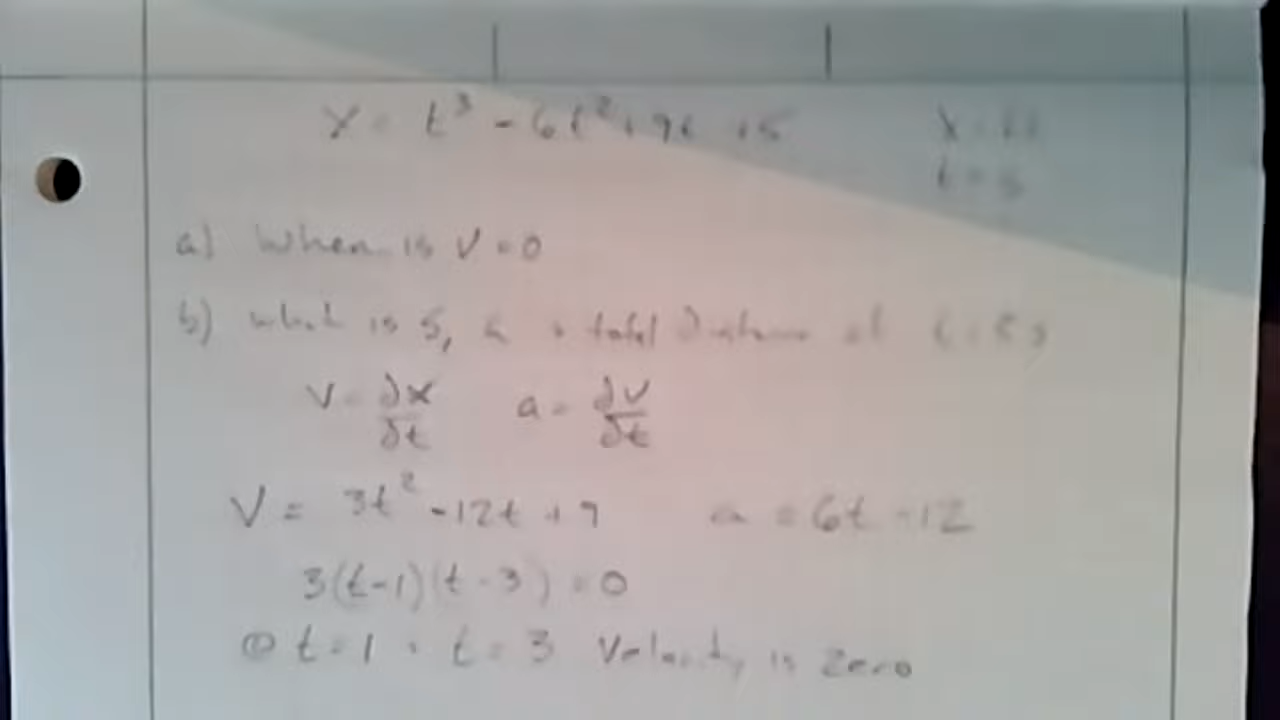 x = t³ - 6t² + 9t + 5
t = s
a) When is V = 0
b) what is s, a + total Distance at t = 5 s
V = ∂x/∂t a = ∂v/∂t
V = 3t² - 12t + 9 a = 6t - 12
3(t-1)(t-3) = 0
@ t = 1 + t = 3 Velocity is zero